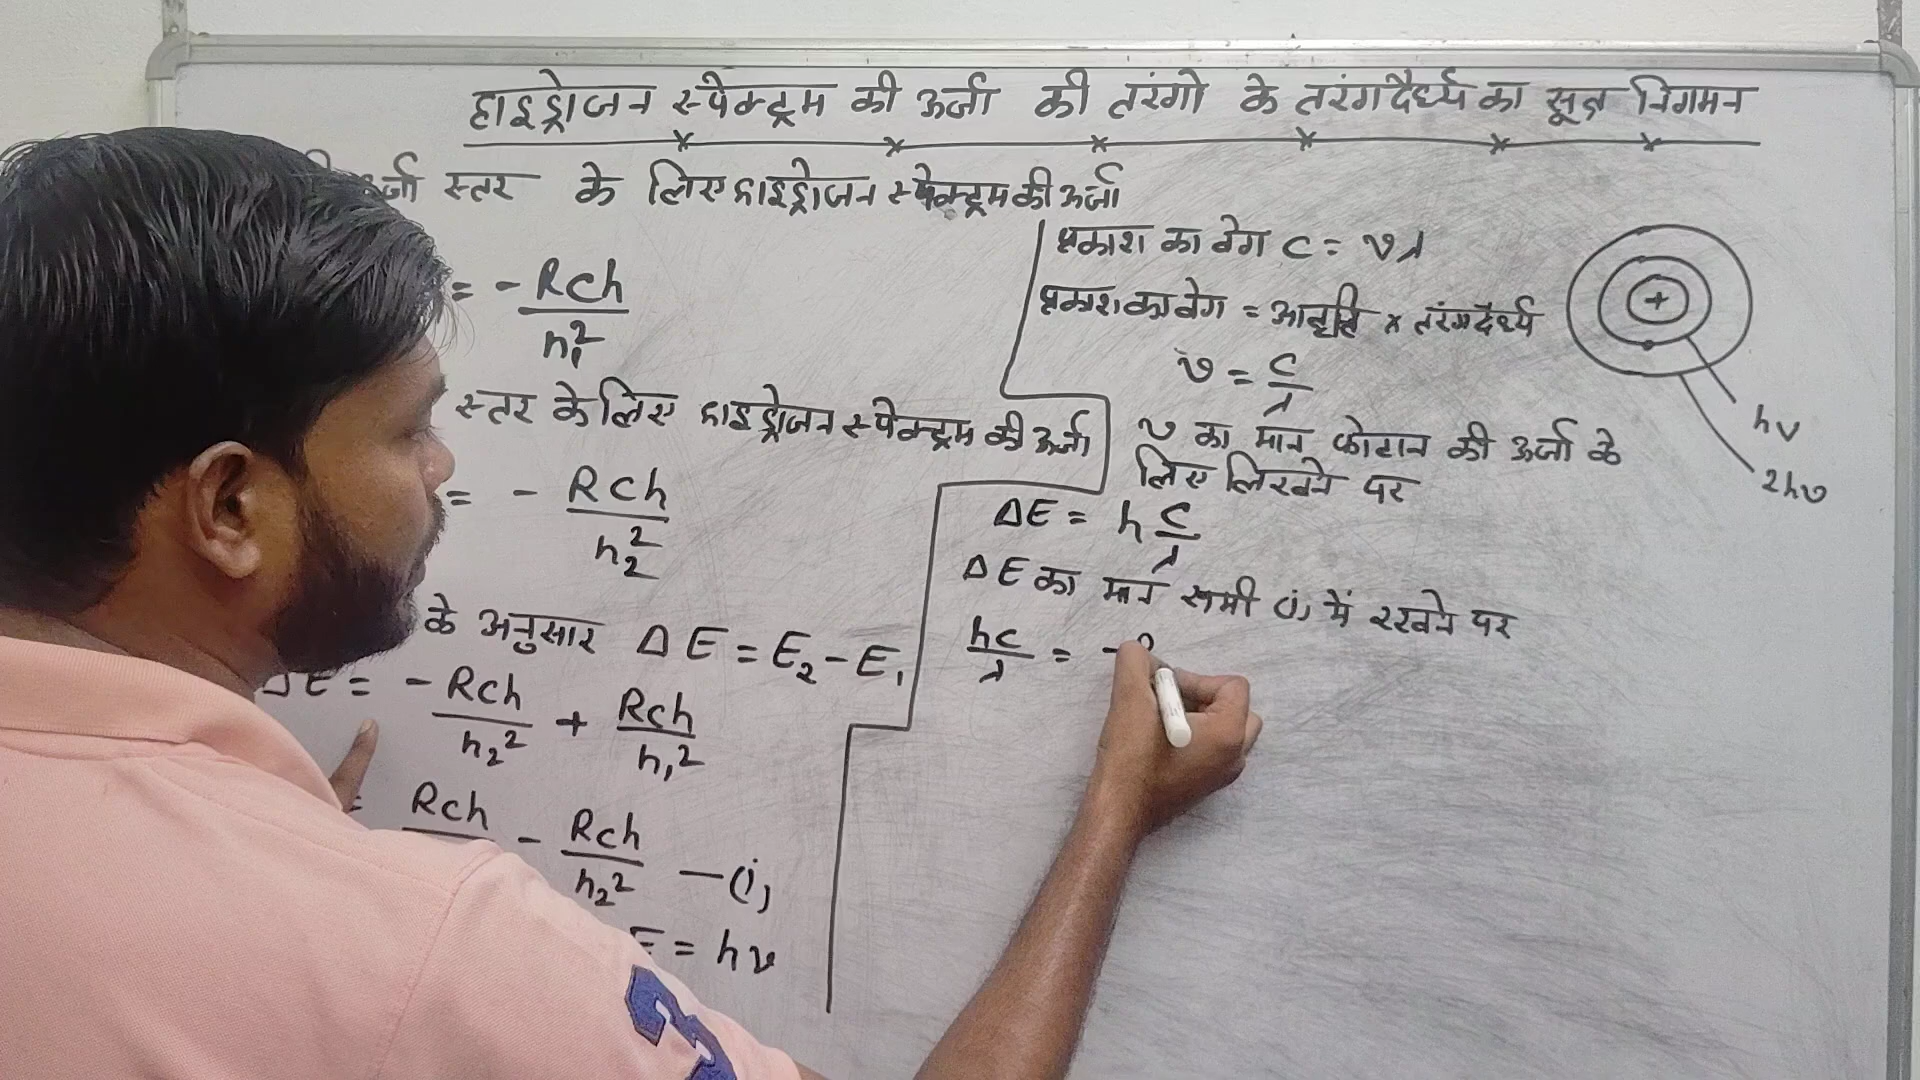 हाइड्रोजन स्पेक्ट्रम की ऊर्जा की तरंगो के तरंगदैर्ध्य का सूत्र निगमन
ऊर्जा स्तर के लिए हाइड्रोजन स्पेक्ट्रम की ऊर्जा
= - Rch / n₁²
स्तर के लिए हाइड्रोजन स्पेक्ट्रम की ऊर्जा
= - Rch / n₂²
के अनुसार ΔE = E₂ - E₁
ΔE = - Rch / n₂² + Rch / n₁²
= Rch - Rch / n₂² — (i)
E = hν
प्रकाश का वेग C = νλ
प्रकाश का वेग = आवृत्ति × तरंगदैर्ध्य
ν = C / λ
ν का मान फोटान की ऊर्जा के
लिए लिखने पर
ΔE = h C / λ
ΔE का मान समी (i) में रखने पर
hc / λ = -
+
hν
2hν
3